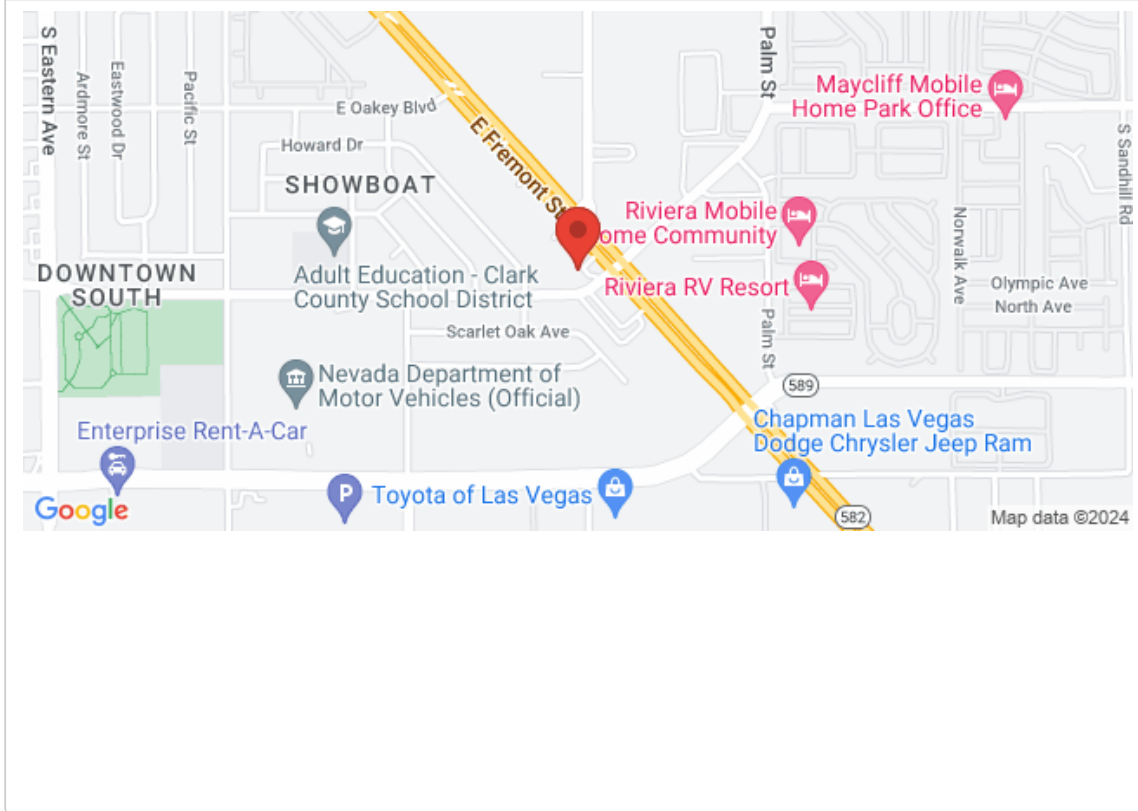 S Eastern Ave
Ardmore St
Eastwood Dr
Pacific St
E Oakey Blvd
Howard Dr
SHOWBOAT
E Fremont St
Palm St
Maycliff Mobile
Home Park Office
S Sandhill Rd
DOWNTOWN
SOUTH
Adult Education - Clark
County School District
Riviera Mobile
ome Community
Riviera RV Resort
Norwalk Ave
Olympic Ave
North Ave
Scarlet Oak Ave
Palm St
Nevada Department of
Motor Vehicles (Official)
589
Enterprise Rent-A-Car
Chapman Las Vegas
Dodge Chrysler Jeep Ram
P
Toyota of Las Vegas
582
Google
Map data ©2024